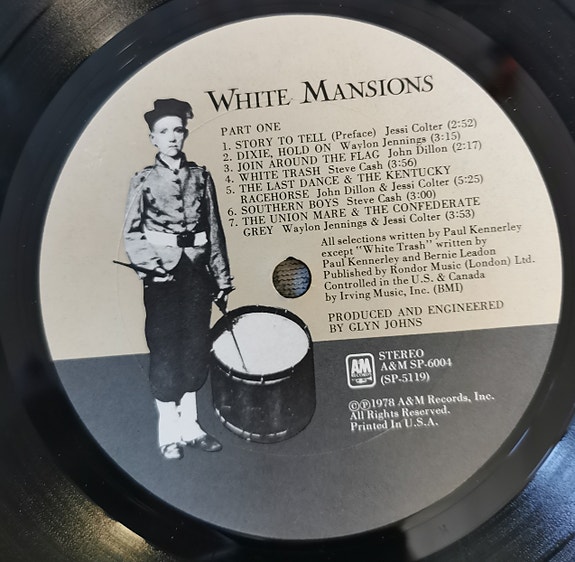 WHITE MANSIONS
PART ONE
1. STORY TO TELL (Preface) Jessi Colter (2:52)
2. DIXIE, HOLD ON Waylon Jennings (3:15)
3. JOIN AROUND THE FLAG John Dillon (2:17)
4. WHITE TRASH Steve Cash (3:56)
5. THE LAST DANCE & THE KENTUCKY
RACEHORSE John Dillon & Jessi Colter (5:25)
6. SOUTHERN BOYS Steve Cash (3:00)
7. THE UNION MARE & THE CONFEDERATE
GREY Waylon Jennings & Jessi Colter (3:53)
All selections written by Paul Kennerley
except "White Trash" written by
Paul Kennerley and Bernie Leadon
Published by Rondor Music (London) Ltd.
Controlled in the U.S. & Canada
by Irving Music, Inc. (BMI)
PRODUCED AND ENGINEERED
BY GLYN JOHNS
AM
RECORDS
STEREO
A&M SP-6004
(SP-5119)
©℗1978 A&M Records, Inc.
All Rights Reserved.
Printed In U.S.A.